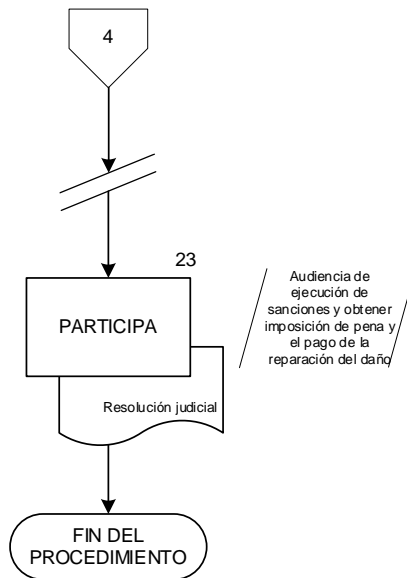 4
23
PARTICIPA
Audiencia de
ejecución de
sanciones y obtener
imposición de pena y
el pago de la
reparación del daño
Resolución judicial
FIN DEL
PROCEDIMIENTO